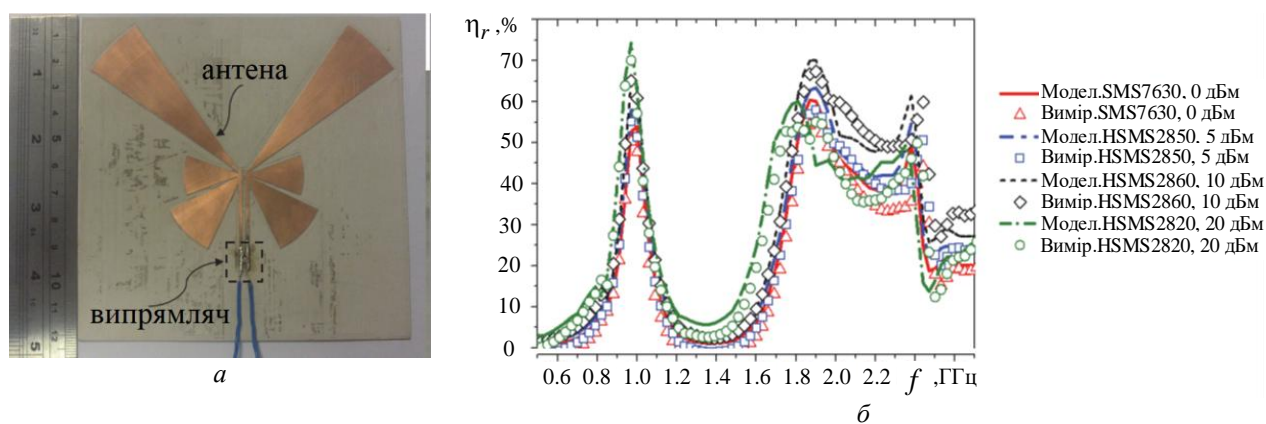 антена
випрямляч
а
ηr ,%
70
60
50
40
30
20
10
0
0.6 0.8 1.0 1.2 1.4 1.6 1.8 2.0 2.2 f ,ГГц
б
Модел.SMS7630, 0 дБм
Вимір.SMS7630, 0 дБм
Модел.HSMS2850, 5 дБм
Вимір.HSMS2850, 5 дБм
Модел.HSMS2860, 10 дБм
Вимір.HSMS2860, 10 дБм
Модел.HSMS2820, 20 дБм
Вимір.HSMS2820, 20 дБм